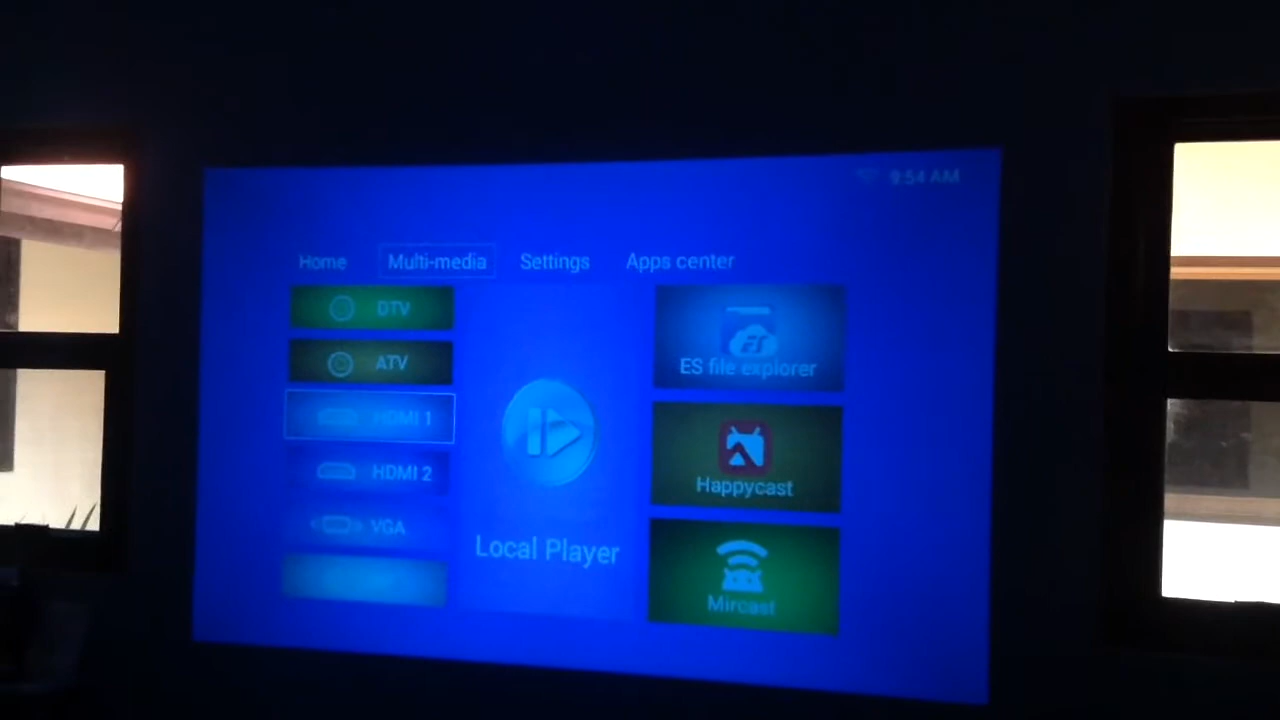 9:54 AM
Home Multi-media Settings Apps center
DTV
ATV
HDMI 1
HDMI 2
VGA
Local Player
ES file explorer
Happycast
Mircast